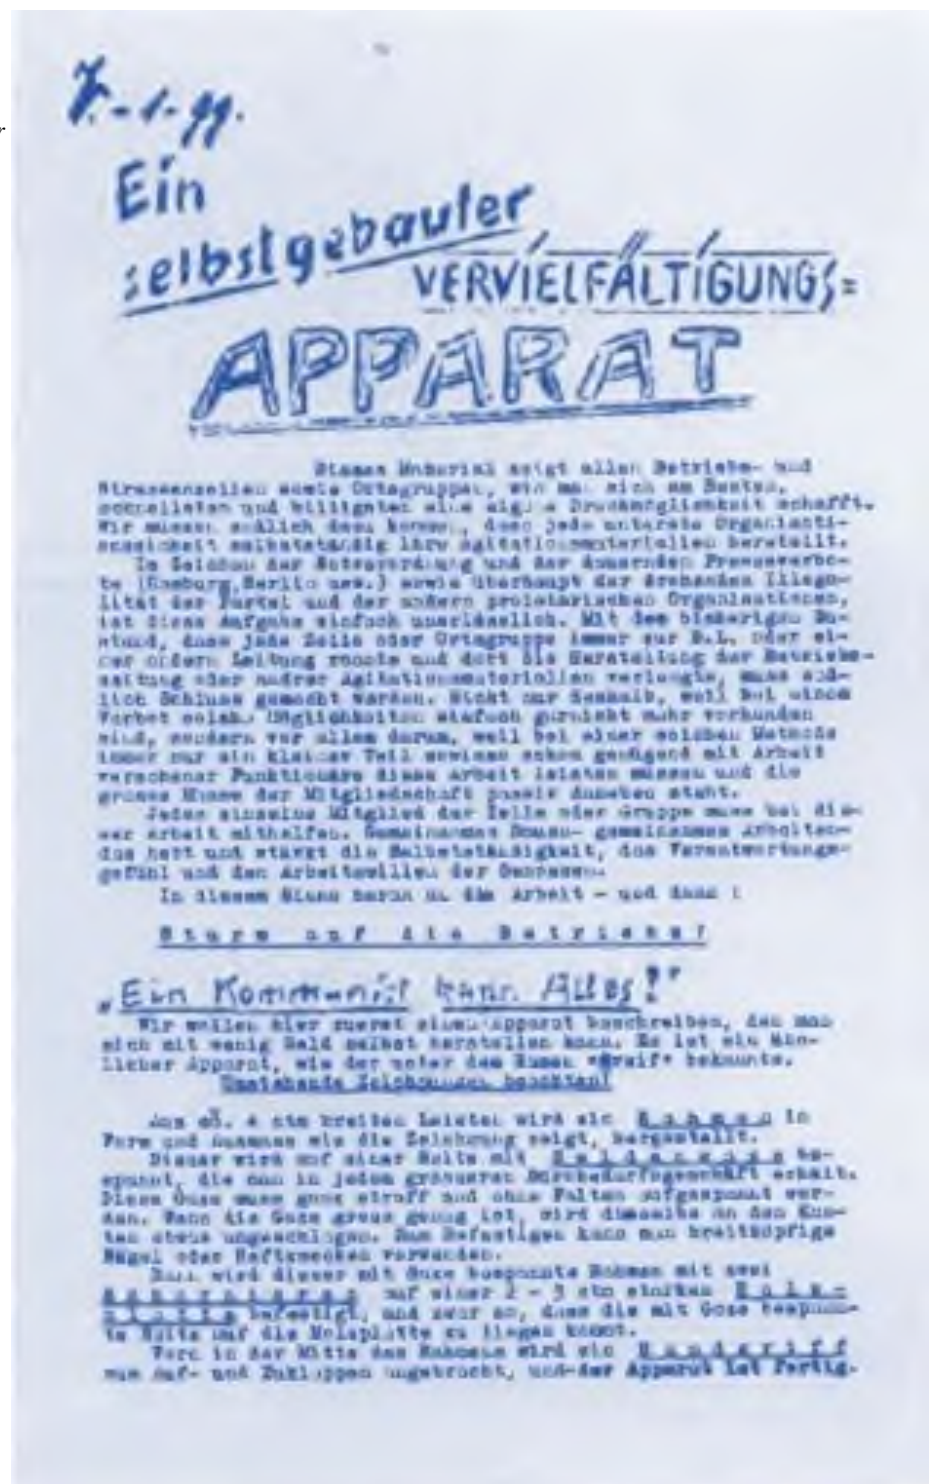 r
-1-99.
Ein
selbstgebauter
VERVIELFÄLTIGUNGS=
APPARAT
Dieses Material zeigt allen Betriebs- und
Strassenzellen sowie Ortsgruppen, wie man sich am Besten,
schnellsten und billigsten eine eigene Druckmöglichkeit schafft.
Wir müssen endlich dazu kommen, dass jede unterste Organisati-
onseinheit selbstständig ihre Agitationsmaterialien herstellt.
Im Zeichen der Notverordnung und der dauernden Presseverbo-
te (Hamburg, Berlin usw.) sowie überhaupt der drohenden Illega-
lität der Partei und der andern proletarischen Organisationen,
ist diese Aufgabe einfach unerlässlich. Mit dem bisherigen Zu-
stand, dass jede Zelle oder Ortsgruppe immer zur B.L. oder ei-
ner andern Leitung rannte und dort die Herstellung der Betriebs-
zeitung oder andrer Agitationsmaterialien verlangte, muss end-
lich Schluss gemacht werden. Nicht nur deshalb, weil bei einem
Verbot solche Möglichkeiten einfach garnicht mehr vorhanden
sind, sondern vor allem darum, weil bei einer solchen Methode
immer nur ein kleiner Teil sowieso schon genügend mit Arbeit
versehener Funktionäre diese Arbeit leisten müssen und die
grosse Masse der Mitgliedschaft passiv daneben steht.
Jedes einzelne Mitglied der Zelle oder Gruppe muss bei die-
ser Arbeit mithelfen. Gemeinsames - gemeinsames Arbeiten-
das hebt und stärkt die Selbstständigkeit, das Verantwortungs-
gefühl und den Arbeitswillen der Genossen.
In diesem Sinne heran an die Arbeit - und dann !
Sturm auf die Betriebe!
„Ein Kommunist kann Alles!"
Wir wollen hier zuerst einen Apparat beschreiben, den man
sich mit wenig Geld selbst herstellen kann. Es ist ein ähn-
licher Apparat, wie der unter dem Namen "Greif" bekannte.
Umstehende Zeichnungen beachten!
Aus 4 ctm breiten Leisten wird ein Rahmen in
Form und Ausmass wie die Zeichnung zeigt, hergestellt.
Dieser wird auf einer Seite mit Seidengaze be-
spannt, die man in jedem grösseren Bürobedarfsgeschäft erhält.
Diese Gaze muss ganz straff und ohne Falten aufgespannt wer-
den. Wenn die Gaze gross genug ist, wird dieselbe an den Kan-
ten etwas umgeschlagen. Zum Befestigen kann man breitköpfige
Nägel oder Heftzwecken verwenden.
Dann wird dieser mit Gaze bespannte Rahmen mit zwei
Scharnieren auf einer 2 - 3 ctm starken Holz-
platte befestigt, und zwar so, dass die mit Gaze bespann-
te Seite auf die Holzplatte zu liegen kommt.
Vorn in der Mitte des Rahmens wird ein Handgriff
zum Auf- und Zuklappen angebracht, und-der Apparat ist fertig.